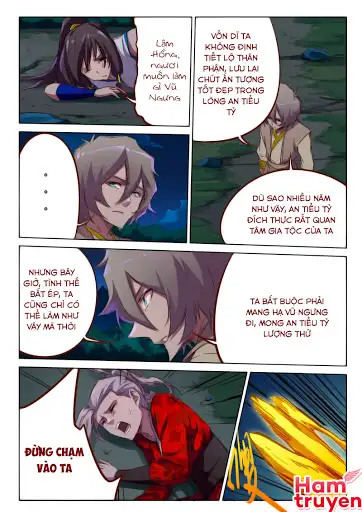 LÂM
HỒNG,
NGƯƠI
MUỐN LÀM
GÌ VŨ
NGƯNG
VỐN DĨ TA
KHÔNG ĐỊNH
TIẾT LỘ THÂN
PHẬN, LƯU LẠI
CHÚT ẤN TƯỢNG
TỐT ĐẸP TRONG
LÒNG AN TIỂU
TỶ
...
DÙ SAO NHIỀU NĂM
NHƯ VẬY, AN TIỂU TỶ
ĐÍCH THỰC RẤT QUAN
TÂM GIA TỘC CỦA TA
NHƯNG BÂY
GIỜ, TÌNH THẾ
BẮT ÉP, TA
CŨNG CHỈ CÓ
THỂ LÀM NHƯ
VẬY MÀ THÔI
TA BẮT BUỘC PHẢI
MANG HẠ VŨ NGƯNG
ĐI, MONG AN TIỂU TỶ
LƯỢNG THỨ
ĐỪNG CHẠM
VÀO TA
Ham
truyen